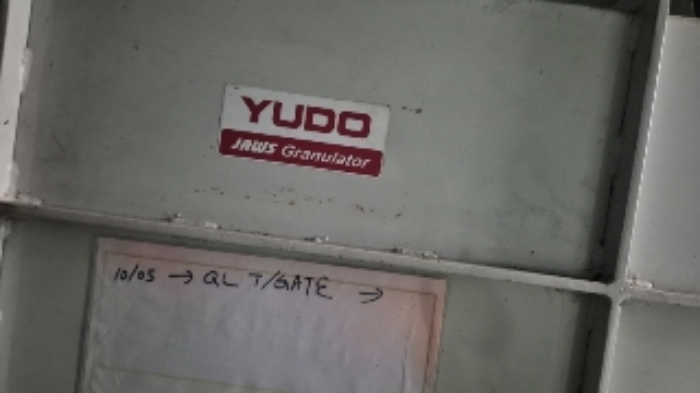 YUDO
JAWS Granulator
10/05 → QL T/GATE →